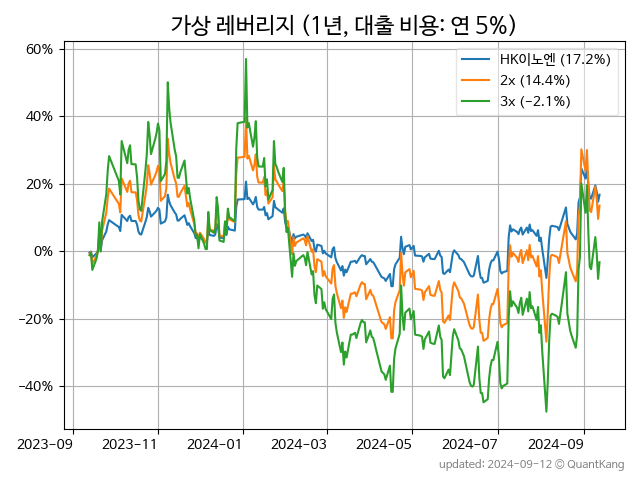 가상 레버리지 (1년, 대출 비용: 연 5%)
60%
40%
20%
0%
−20%
−40%
HK이노엔 (17.2%)
2x (14.4%)
3x (−2.1%)
2023-09
2023-11
2024-01
2024-03
2024-05
2024-07
2024-09
updated: 2024-09-12 © QuantKang